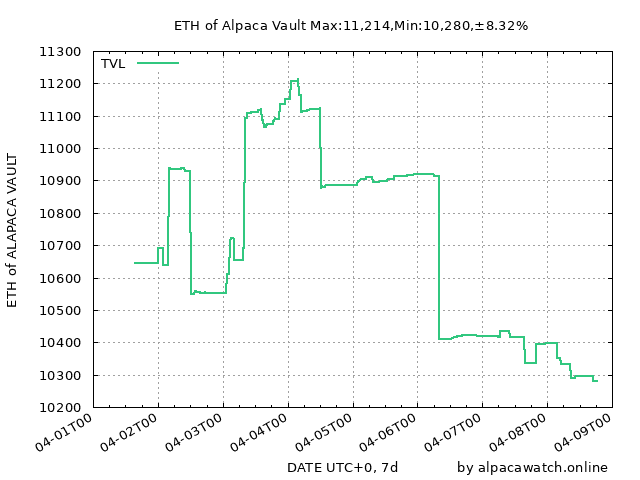 ETH of Alpaca Vault Max:11,214,Min:10,280,±8.32%
TVL
ETH of ALAPACA VAULT
11300
11200
11100
11000
10900
10800
10700
10600
10500
10400
10300
10200
04-01T00
04-02T00
04-03T00
04-04T00
04-05T00
04-06T00
04-07T00
04-08T00
04-09T00
DATE UTC+0, 7d
by alpacawatch.online